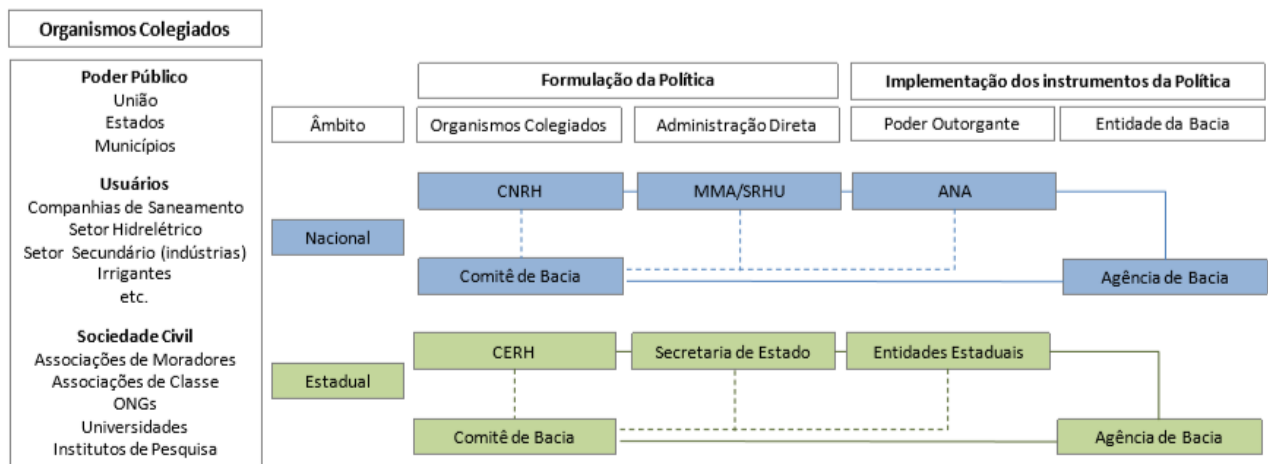 Organismos Colegiados
Poder Público
União
Estados
Municípios
Usuários
Companhias de Saneamento
Setor Hidrelétrico
Setor Secundário (indústrias)
Irrigantes
etc.
Sociedade Civil
Associações de Moradores
Associações de Classe
ONGs
Universidades
Institutos de Pesquisa
Formulação da Política
Implementação dos instrumentos da Política
Âmbito
Organismos Colegiados
Administração Direta
Poder Outorgante
Entidade da Bacia
Nacional
CNRH
MMA/SRHU
ANA
Comitê de Bacia
Agência de Bacia
Estadual
CERH
Secretaria de Estado
Entidades Estaduais
Comitê de Bacia
Agência de Bacia